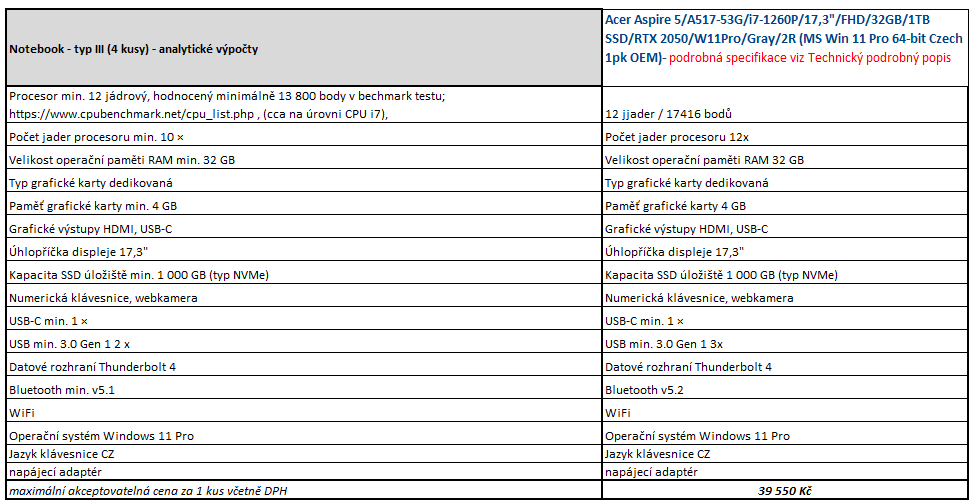 Notebook - typ III (4 kusy) - analytické výpočty
Acer Aspire 5/A517-53G/i7-1260P/17,3"/FHD/32GB/1TB
SSD/RTX 2050/W11Pro/Gray/2R (MS Win 11 Pro 64-bit Czech
1pk OEM)- podrobná specifikace viz Technický podrobný popis
Procesor min. 12 jádrový, hodnocený minimálně 13 800 body v bechmark testu;
https://www.cpubenchmark.net/cpu_list.php , (cca na úrovni CPU i7),
12 jjader / 17416 bodů
Počet jader procesoru min. 10 ×
Počet jader procesoru 12x
Velikost operační paměti RAM min. 32 GB
Velikost operační paměti RAM 32 GB
Typ grafické karty dedikovaná
Typ grafické karty dedikovaná
Paměť grafické karty min. 4 GB
Paměť grafické karty 4 GB
Grafické výstupy HDMI, USB-C
Grafické výstupy HDMI, USB-C
Úhlopříčka displeje 17,3"
Úhlopříčka displeje 17,3"
Kapacita SSD úložiště min. 1 000 GB (typ NVMe)
Kapacita SSD úložiště 1 000 GB (typ NVMe)
Numerická klávesnice, webkamera
Numerická klávesnice, webkamera
USB-C min. 1 ×
USB-C min. 1 ×
USB min. 3.0 Gen 1 2 x
USB min. 3.0 Gen 1 3x
Datové rozhraní Thunderbolt 4
Datové rozhraní Thunderbolt 4
Bluetooth min. v5.1
Bluetooth v5.2
WiFi
WiFi
Operační systém Windows 11 Pro
Operační systém Windows 11 Pro
Jazyk klávesnice CZ
Jazyk klávesnice CZ
napájecí adaptér
napájecí adaptér
maximální akceptovatelná cena za 1 kus včetně DPH
39 550 Kč